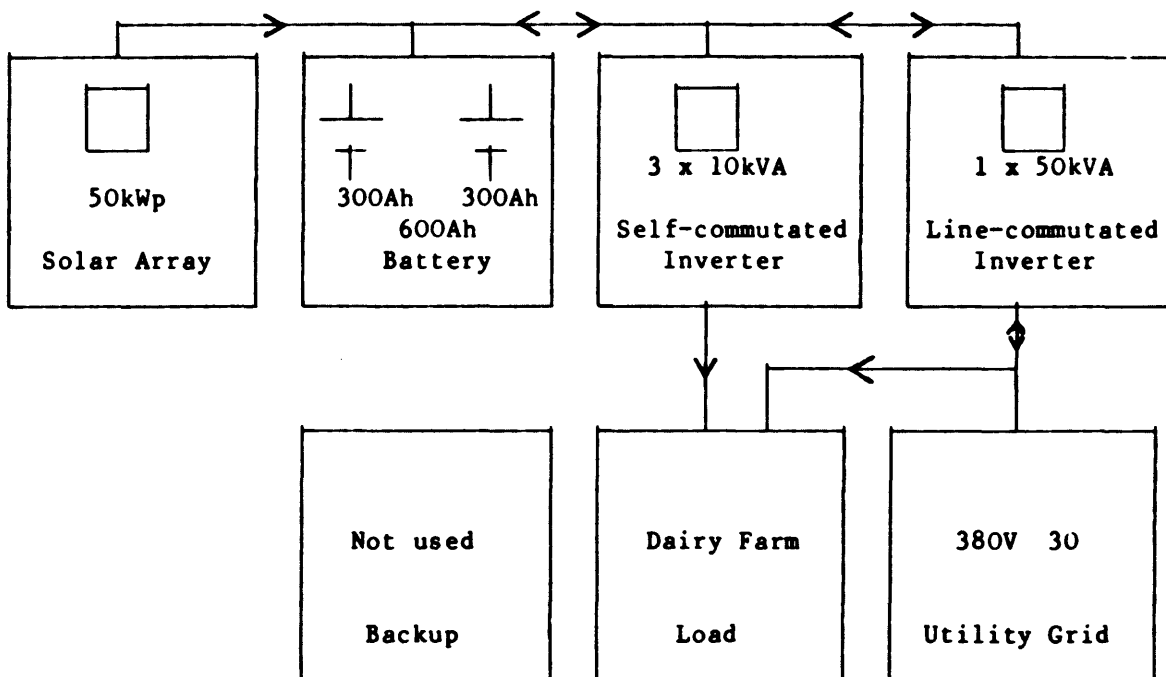 50kWp
Solar Array
300Ah 300Ah
600Ah
Battery
3 x 10kVA
Self-commutated
Inverter
1 x 50kVA
Line-commutated
Inverter
Not used
Backup
Dairy Farm
Load
380V 30
Utility Grid